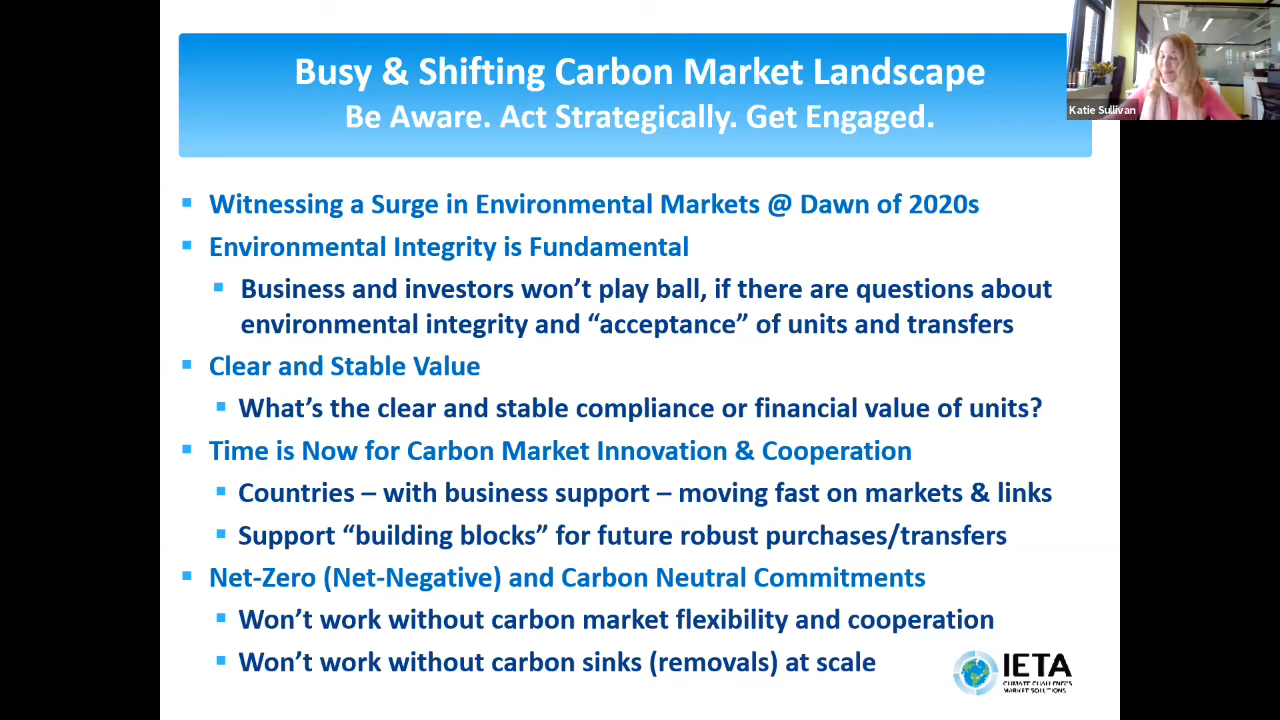 Busy & Shifting Carbon Market Landscape
Be Aware. Act Strategically. Get Engaged.
Katie Sullivan
Witnessing a Surge in Environmental Markets @ Dawn of 2020s
Environmental Integrity is Fundamental
Business and investors won’t play ball, if there are questions about
environmental integrity and “acceptance” of units and transfers
Clear and Stable Value
What’s the clear and stable compliance or financial value of units?
Time is Now for Carbon Market Innovation & Cooperation
Countries – with business support – moving fast on markets & links
Support “building blocks” for future robust purchases/transfers
Net-Zero (Net-Negative) and Carbon Neutral Commitments
Won’t work without carbon market flexibility and cooperation
Won’t work without carbon sinks (removals) at scale
IETA
CLIMATE CHALLENGES
MARKET SOLUTIONS